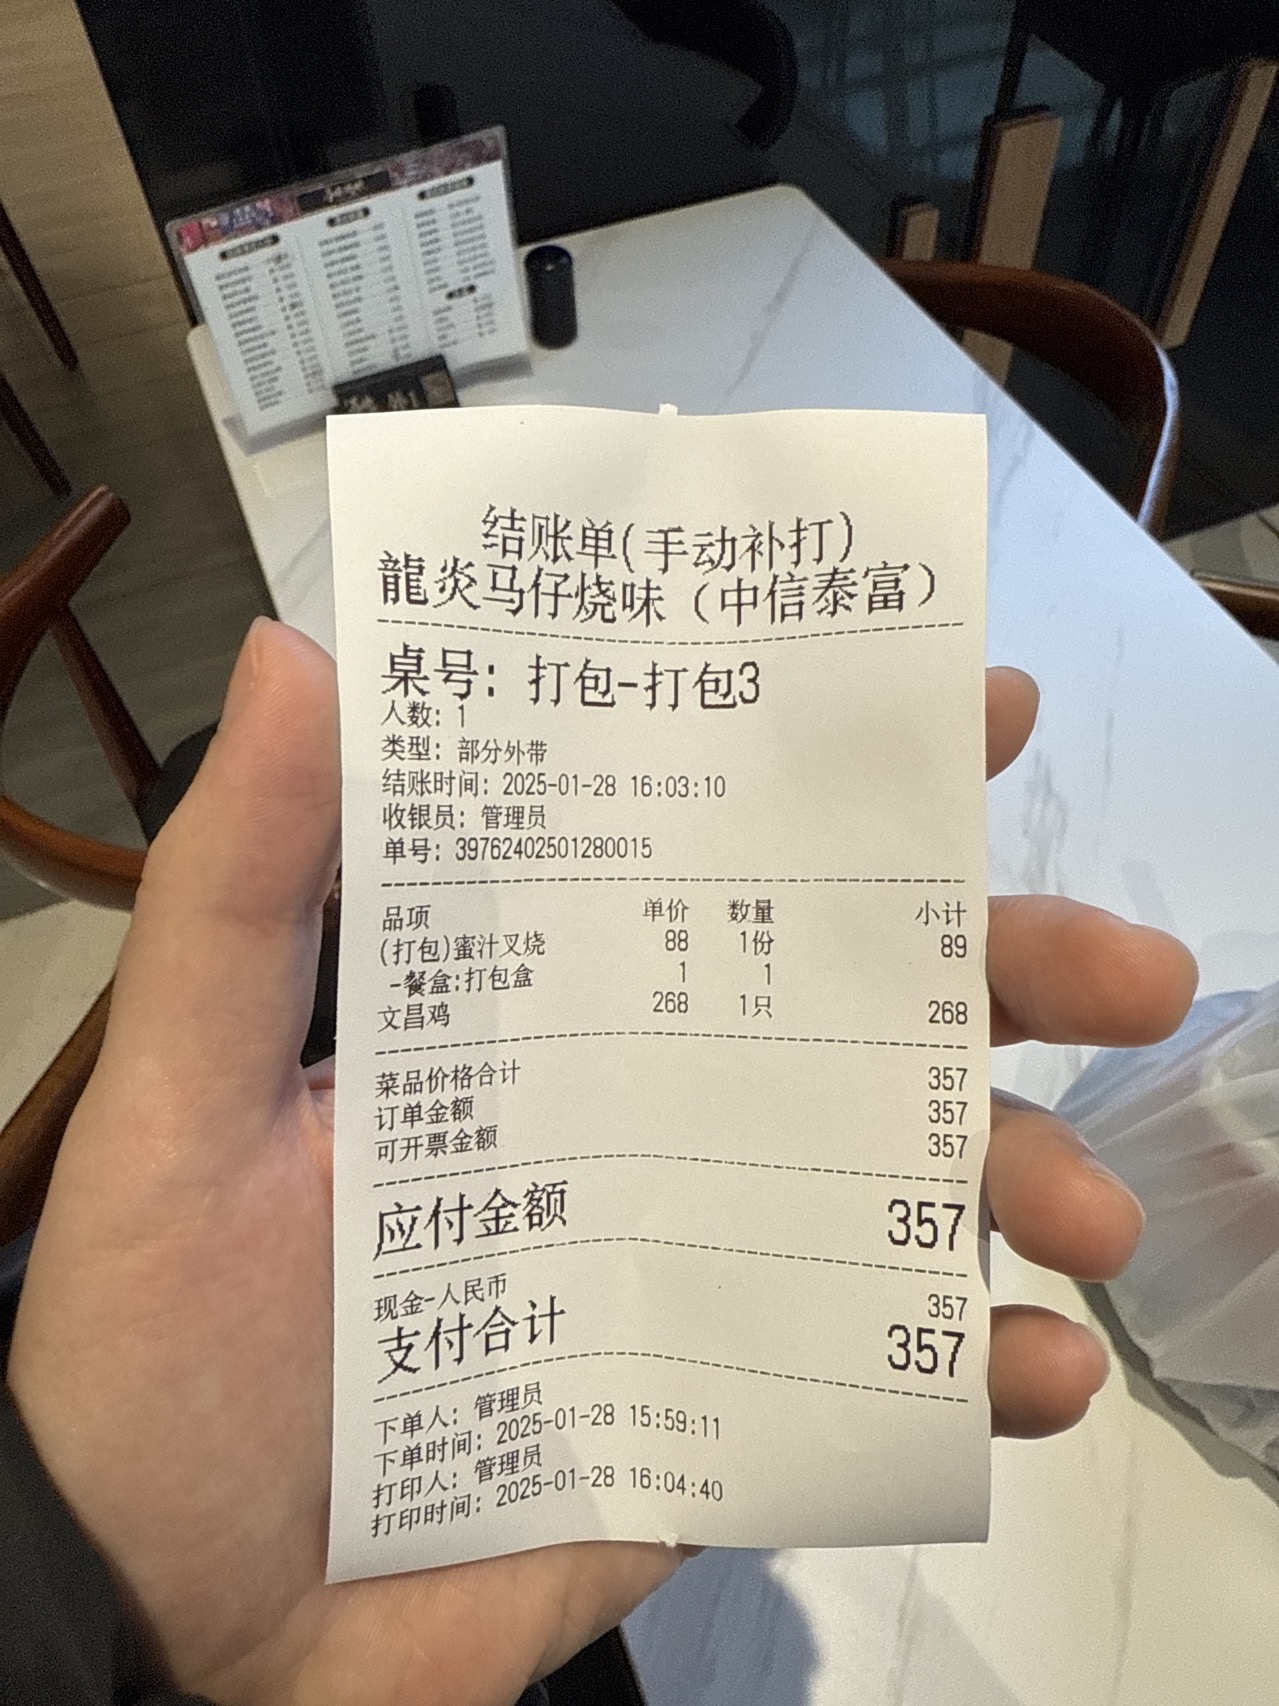 结账单(手动补打)
龍炎马仔烧味（中信泰富）
桌号: 打包-打包3
人数: 1
类型: 部分外带
结账时间: 2025-01-28 16:03:10
收银员: 管理员
单号: 39762402501280015
品项 单价 数量 小计
(打包)蜜汁叉烧 88 1份 89
-餐盒:打包盒 1 1
文昌鸡 268 1只 268
菜品价格合计 357
订单金额 357
可开票金额 357
应付金额 357
现金-人民币 357
支付合计 357
下单人: 管理员
下单时间: 2025-01-28 15:59:11
打印人: 管理员
打印时间: 2025-01-28 16:04:40